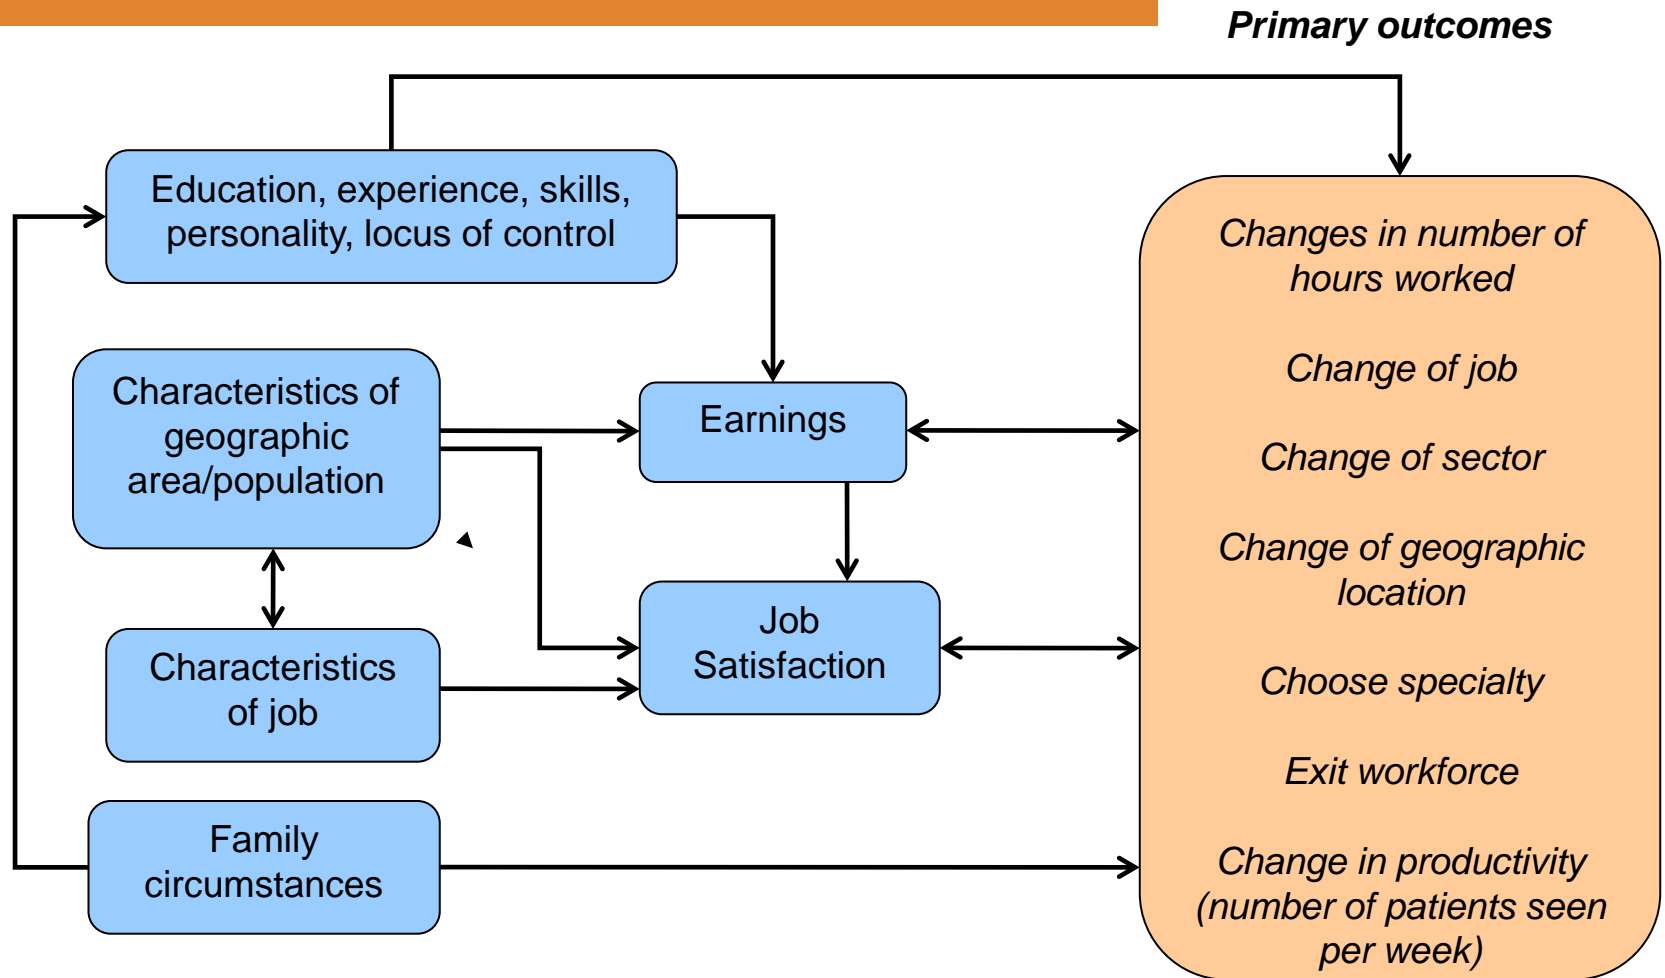 Primary outcomes
Education, experience, skills,
personality, locus of control
Characteristics of
geographic
area/population
Characteristics
of job
Family
circumstances
Earnings
Job
Satisfaction
Changes in number of
hours worked
Change of job
Change of sector
Change of geographic
location
Choose specialty
Exit workforce
Change in productivity
(number of patients seen
per week)